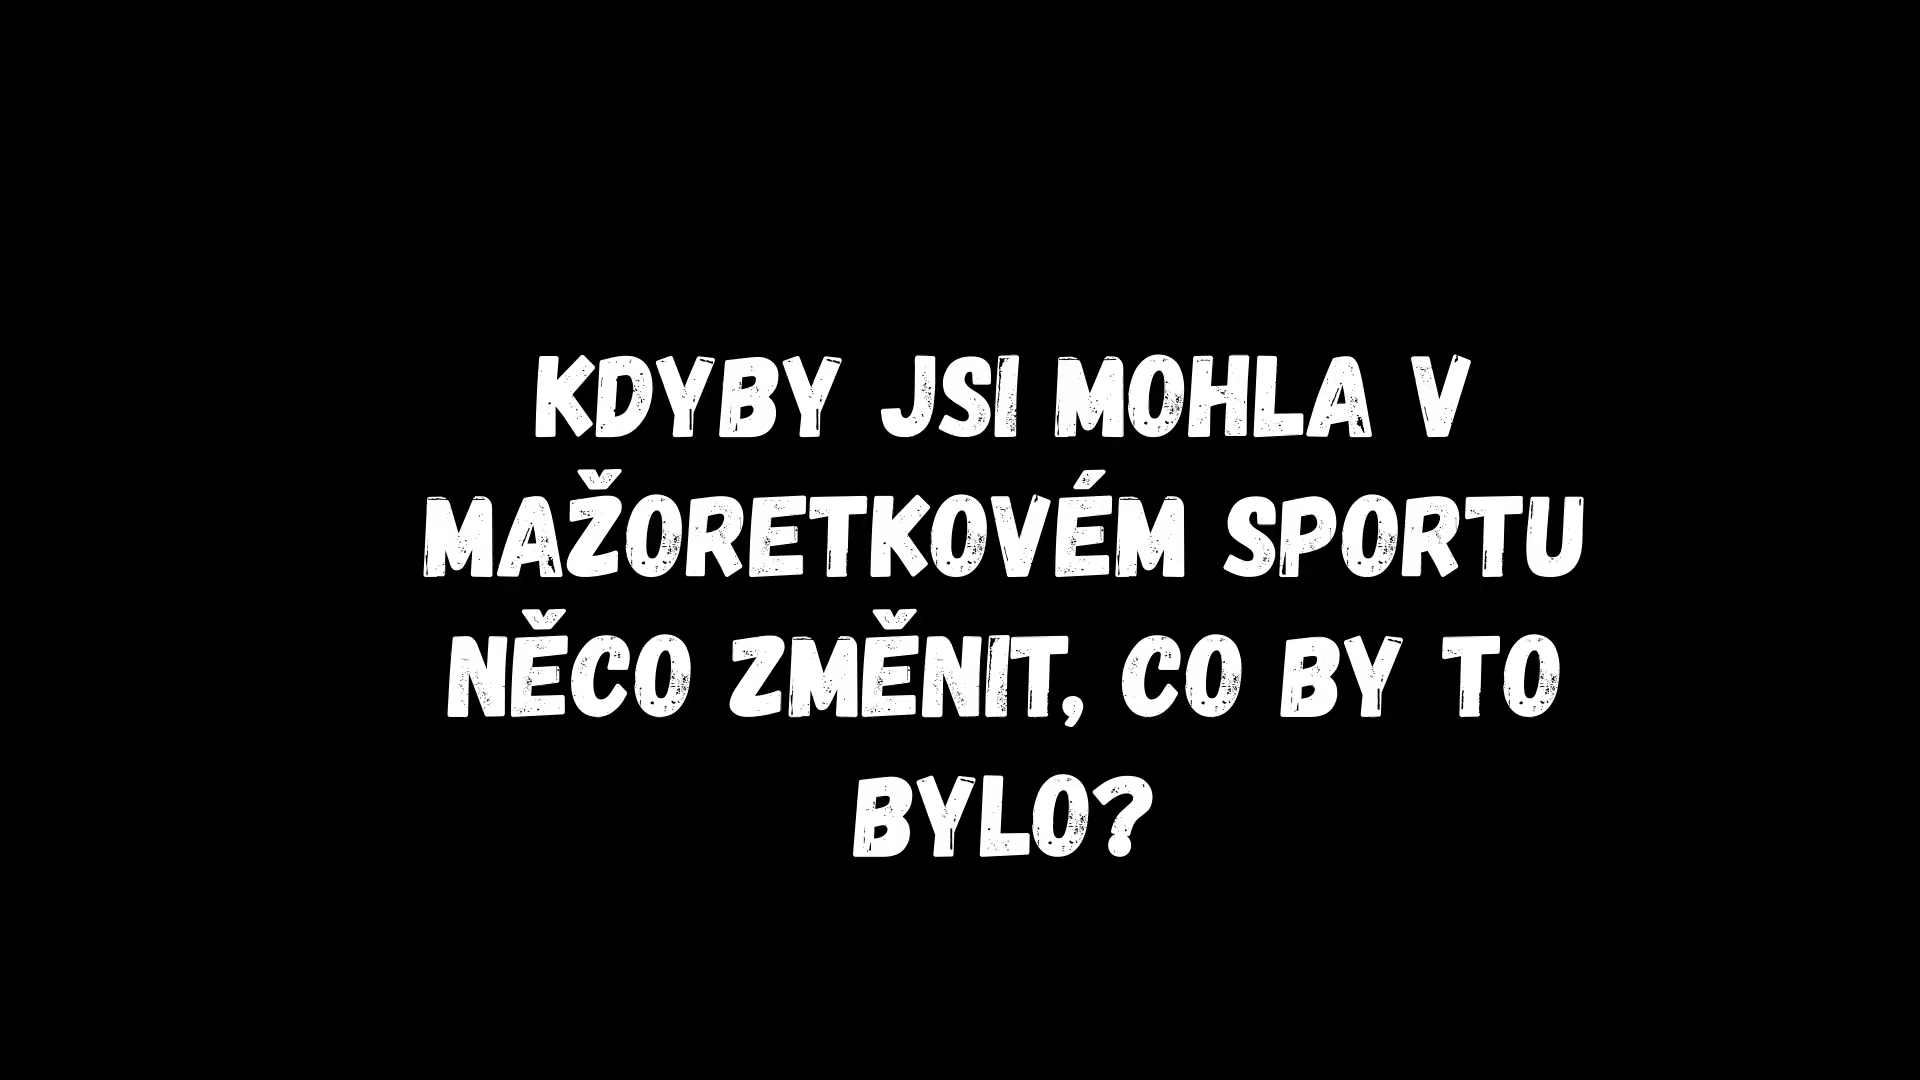 KDYBY JSI MOHLA V
MAŽORETKOVÉM SPORTU
NĚCO ZMĚNIT, CO BY TO
BYLO?